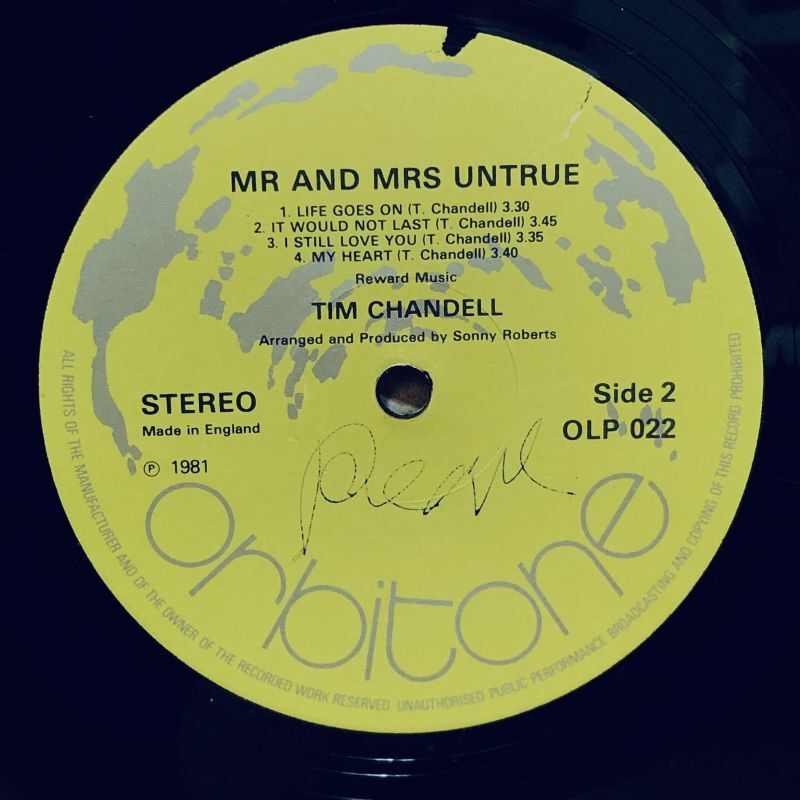 MR AND MRS UNTRUE
1. LIFE GOES ON (T. Chandell) 3.30
2. IT WOULD NOT LAST (T. Chandell) 3.45
3. I STILL LOVE YOU (T. Chandell) 3.35
4. MY HEART (T. Chandell) 3.40
Reward Music
TIM CHANDELL
Arranged and Produced by Sonny Roberts
STEREO
Made in England
Ⓟ 1981
Side 2
OLP 022
orbitone
ALL RIGHTS OF THE MANUFACTURER AND OF THE OWNER OF THE RECORDED WORK RESERVED UNAUTHORISED PUBLIC PERFORMANCE BROADCASTING AND COPYING OF THIS RECORD PROHIBITED